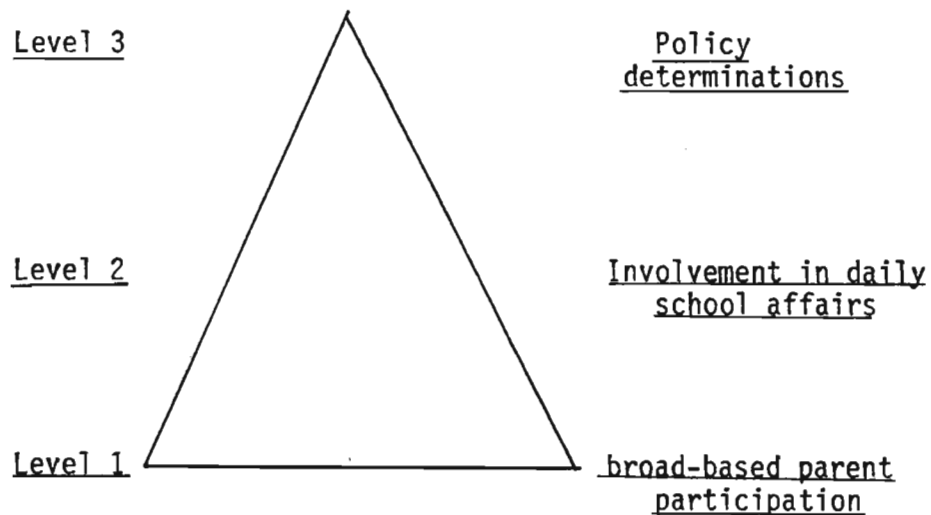 Level 3
Policy
determinations
Level 2
Involvement in daily
school affairs
Level 1
broad-based parent
participation